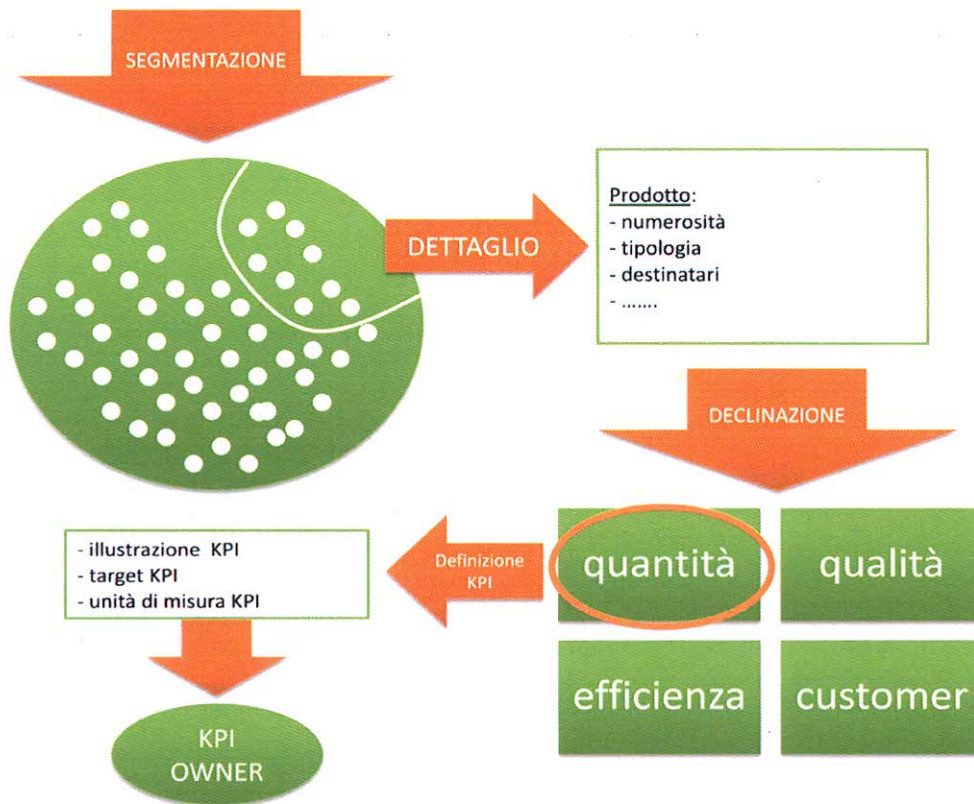 SEGMENTAZIONE
DETTAGLIO
Prodotto:
- numerosità
- tipologia
- destinatari
- .......
DECLINAZIONE
quantità
qualità
efficienza
customer
Definizione
KPI
- illustrazione KPI
- target KPI
- unità di misura KPI
KPI
OWNER